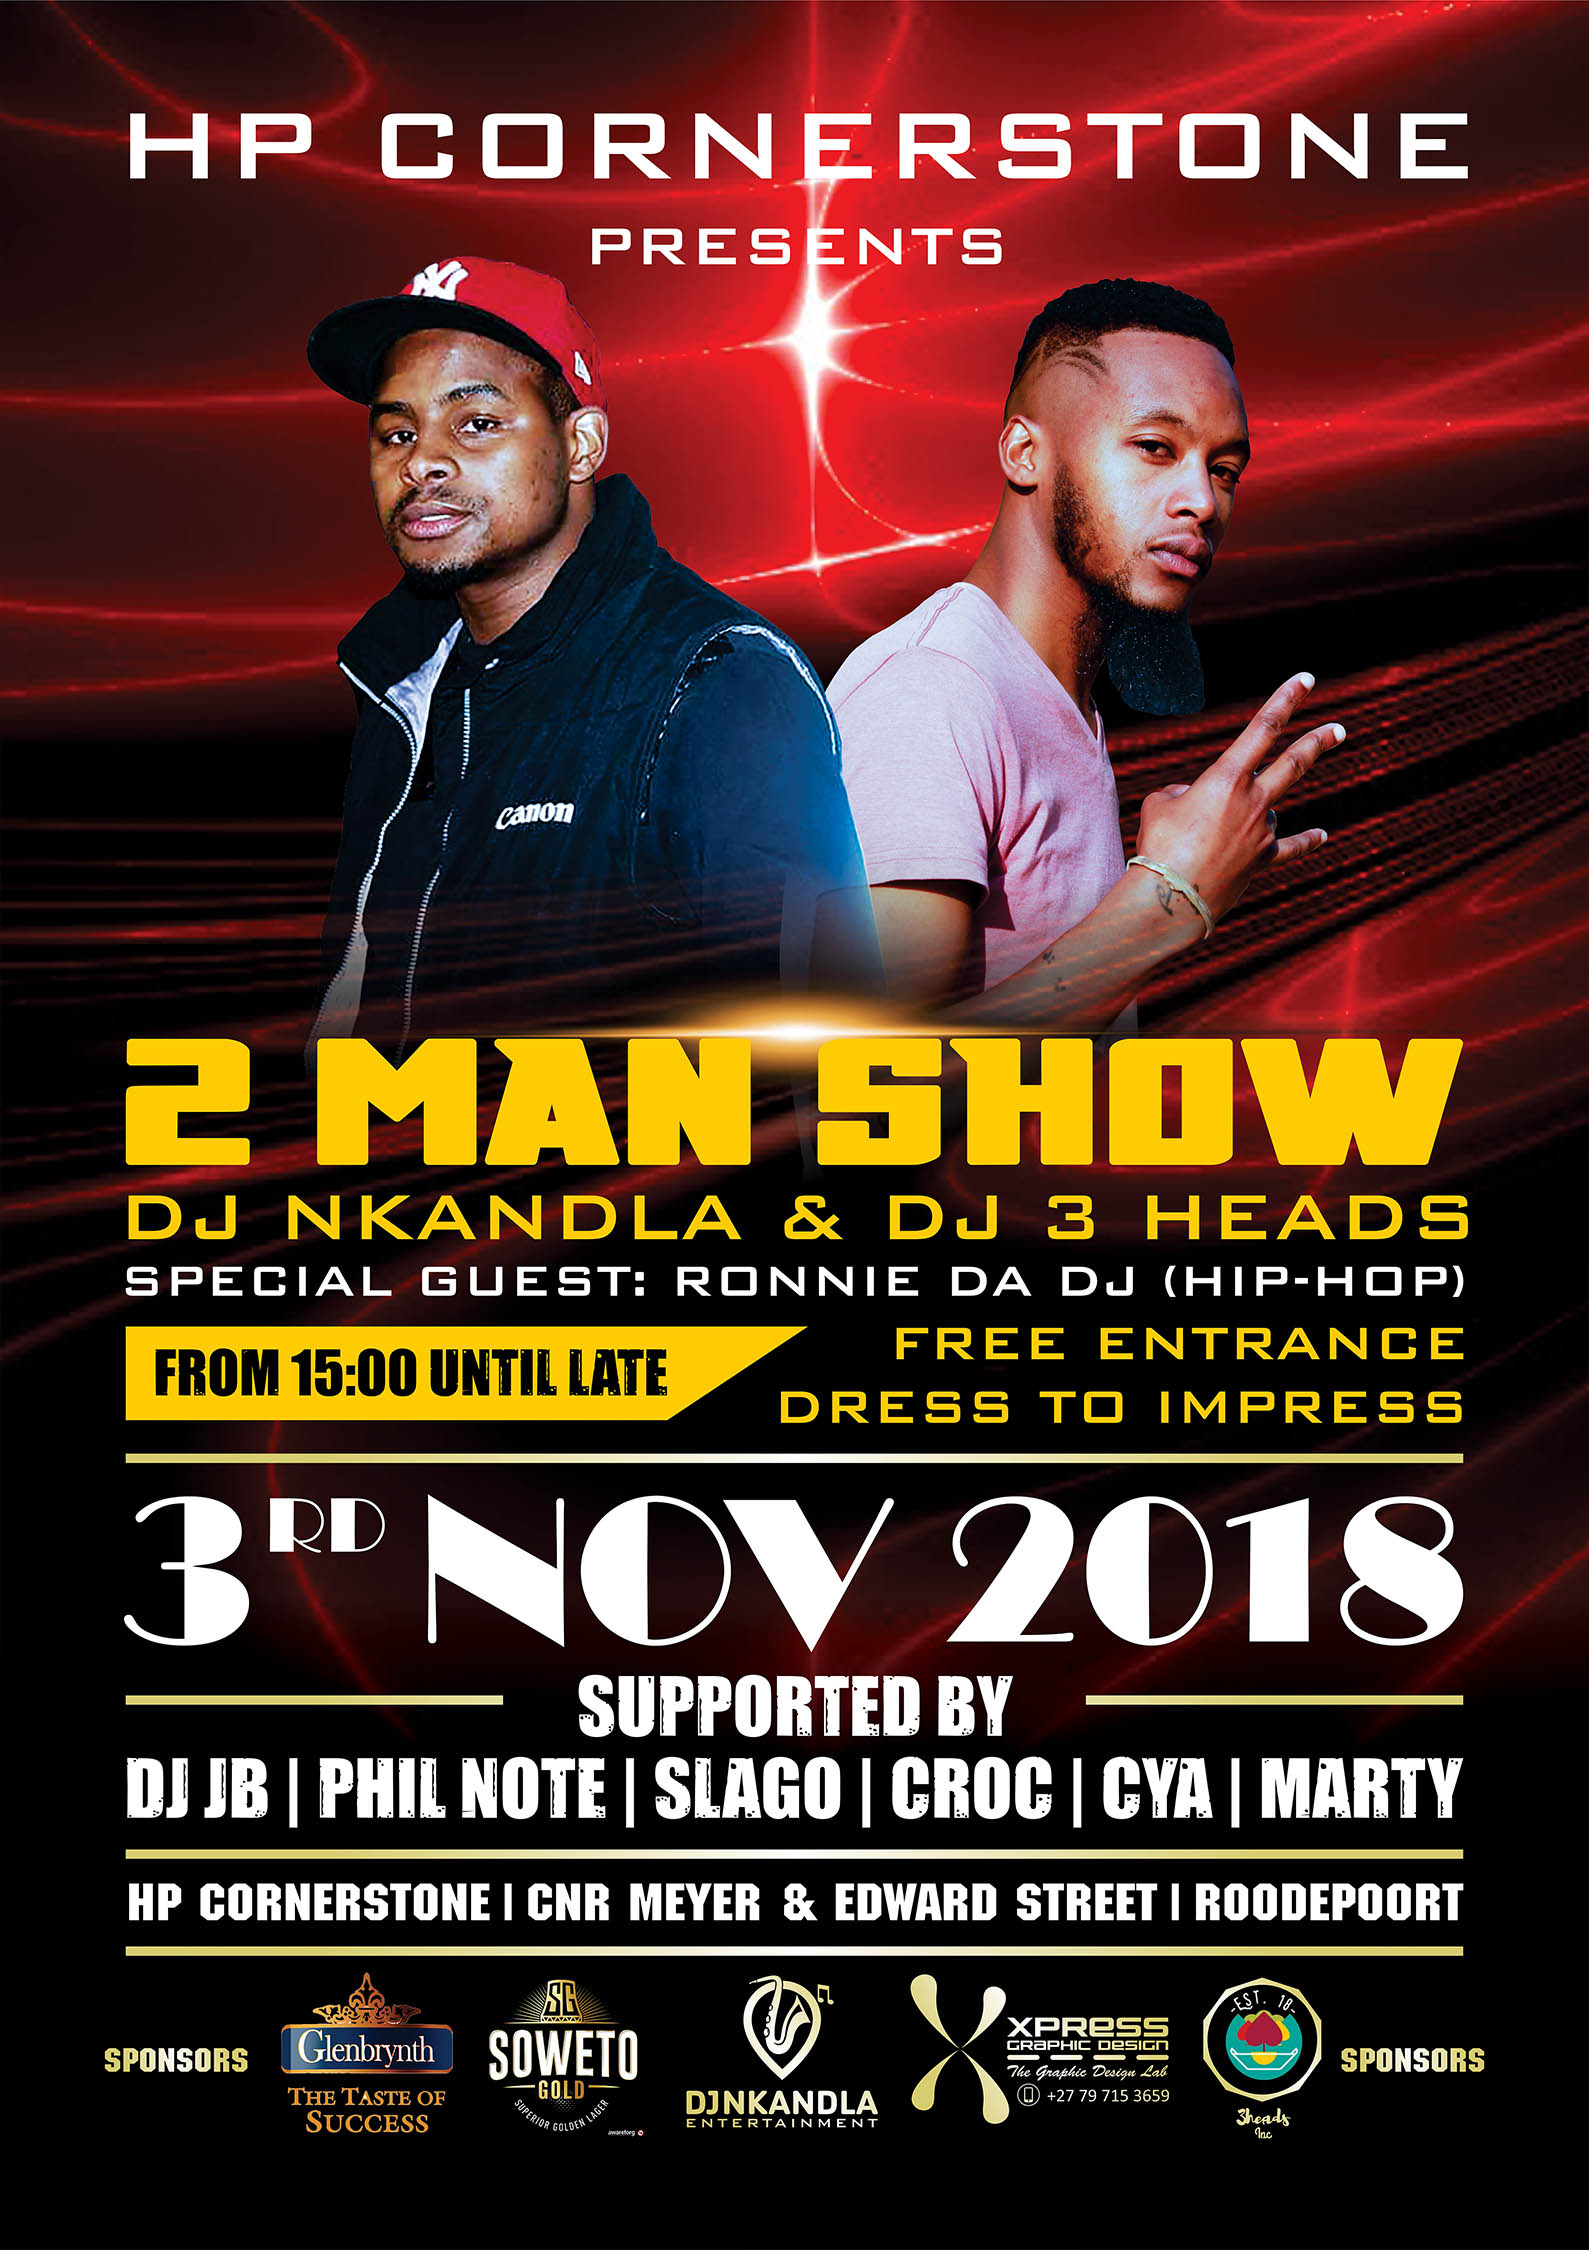 HP CORNERSTONE
PRESENTS
NY
Canon
2 MAN SHOW
DJ NKANDLA & DJ 3 HEADS
SPECIAL GUEST: RONNIE DA DJ (HIP-HOP)
FROM 15:00 UNTIL LATE
FREE ENTRANCE
DRESS TO IMPRESS
3RD NOV 2018
SUPPORTED BY
DJ JB | PHIL NOTE | SLAGO | CROC | CYA | MARTY
HP CORNERSTONE | CNR MEYER & EDWARD STREET | ROODEPOORT
SPONSORS
Glenbrynth
THE TASTE OF
SUCCESS
SG
SOWETO
GOLD
SUPERIOR GOLDEN LAGER
aware.org
DJNKANDLA
ENTERTAINMENT
XPRESS
GRAPHIC DESIGN
The Graphic Design Lab
+27 79 715 3659
-EST. 18-
3heads
Inc
SPONSORS